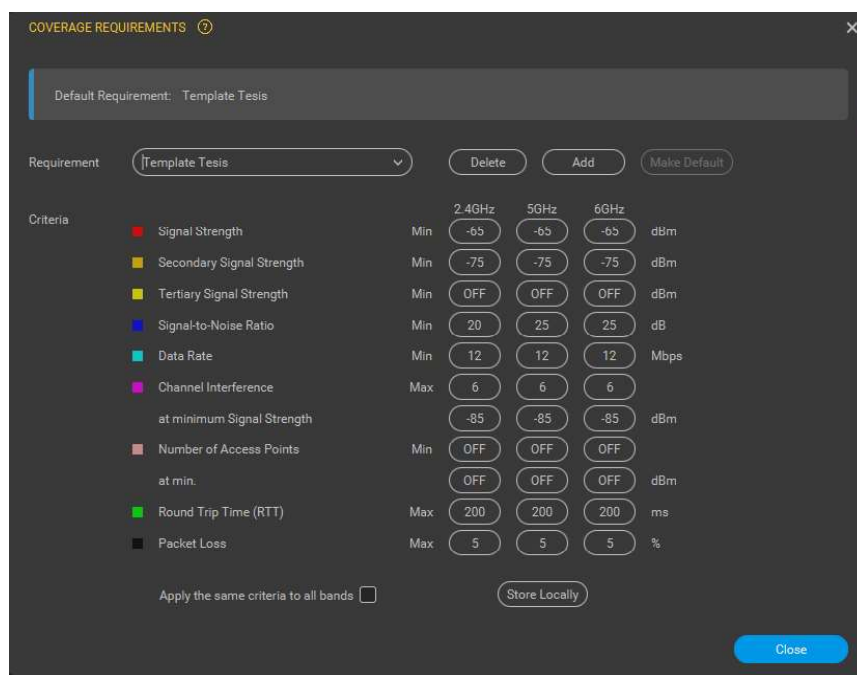 COVERAGE REQUIREMENTS ?
Default Requirement: Template Tesis
Requirement Template Tesis Delete Add Make Default
2.4GHz 5GHz 6GHz
Criteria
Signal Strength Min -65 -65 -65 dBm
Secondary Signal Strength Min -75 -75 -75 dBm
Tertiary Signal Strength Min OFF OFF OFF dBm
Signal-to-Noise Ratio Min 20 25 25 dB
Data Rate Min 12 12 12 Mbps
Channel Interference Max 6 6 6
at minimum Signal Strength -85 -85 -85 dBm
Number of Access Points Min OFF OFF OFF
at min. OFF OFF OFF dBm
Round Trip Time (RTT) Max 200 200 200 ms
Packet Loss Max 5 5 5 %
Apply the same criteria to all bands Store Locally
Close